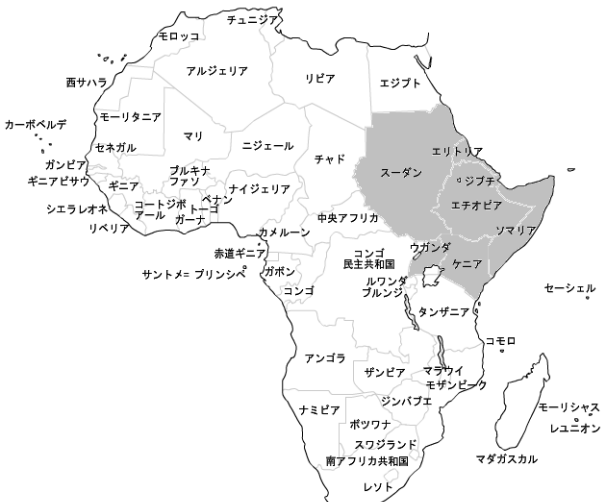 チュニジア
モロッコ
アルジェリア
リビア
エジプト
西サハラ
モーリタニア
カーボベルデ
マリ
ニジェール
エリトリア
セネガル
チャド
スーダン
ガンビア
ブルキナ
ファソ
ジブチ
ギニアビサウ
ギニア
ナイジェリア
ベナン
エチオピア
シエラレオネ
コートジボ
アール
トーゴ
ガーナ
中央アフリカ
ソマリア
リベリア
カメルーン
ウガンダ
赤道ギニア
コンゴ
民主共和国
ケニア
サントメ= プリンシペ
ガボン
ルワンダ
ブルンジ
コンゴ
セーシェル
タンザニア
コモロ
アンゴラ
ザンビア
マラウイ
モザンピーク
ジンバブエ
ナミビア
モーリシャス
ボツワナ
レユニオン
スワジランド
マダガスカル
南アフリカ共和国
レソト